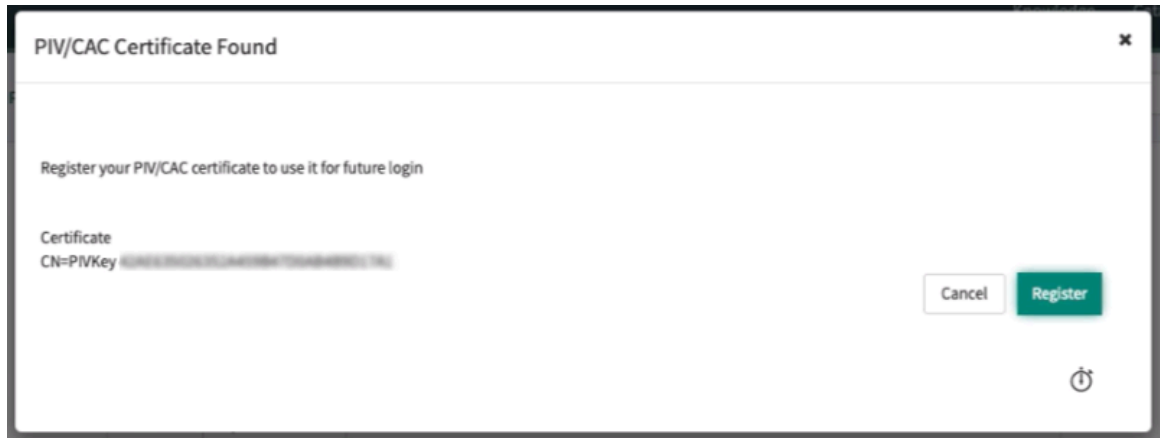 PIV/CAC Certificate Found
Register your PIV/CAC certificate to use it for future login
Certificate
CN=PIVKey
Cancel
Register